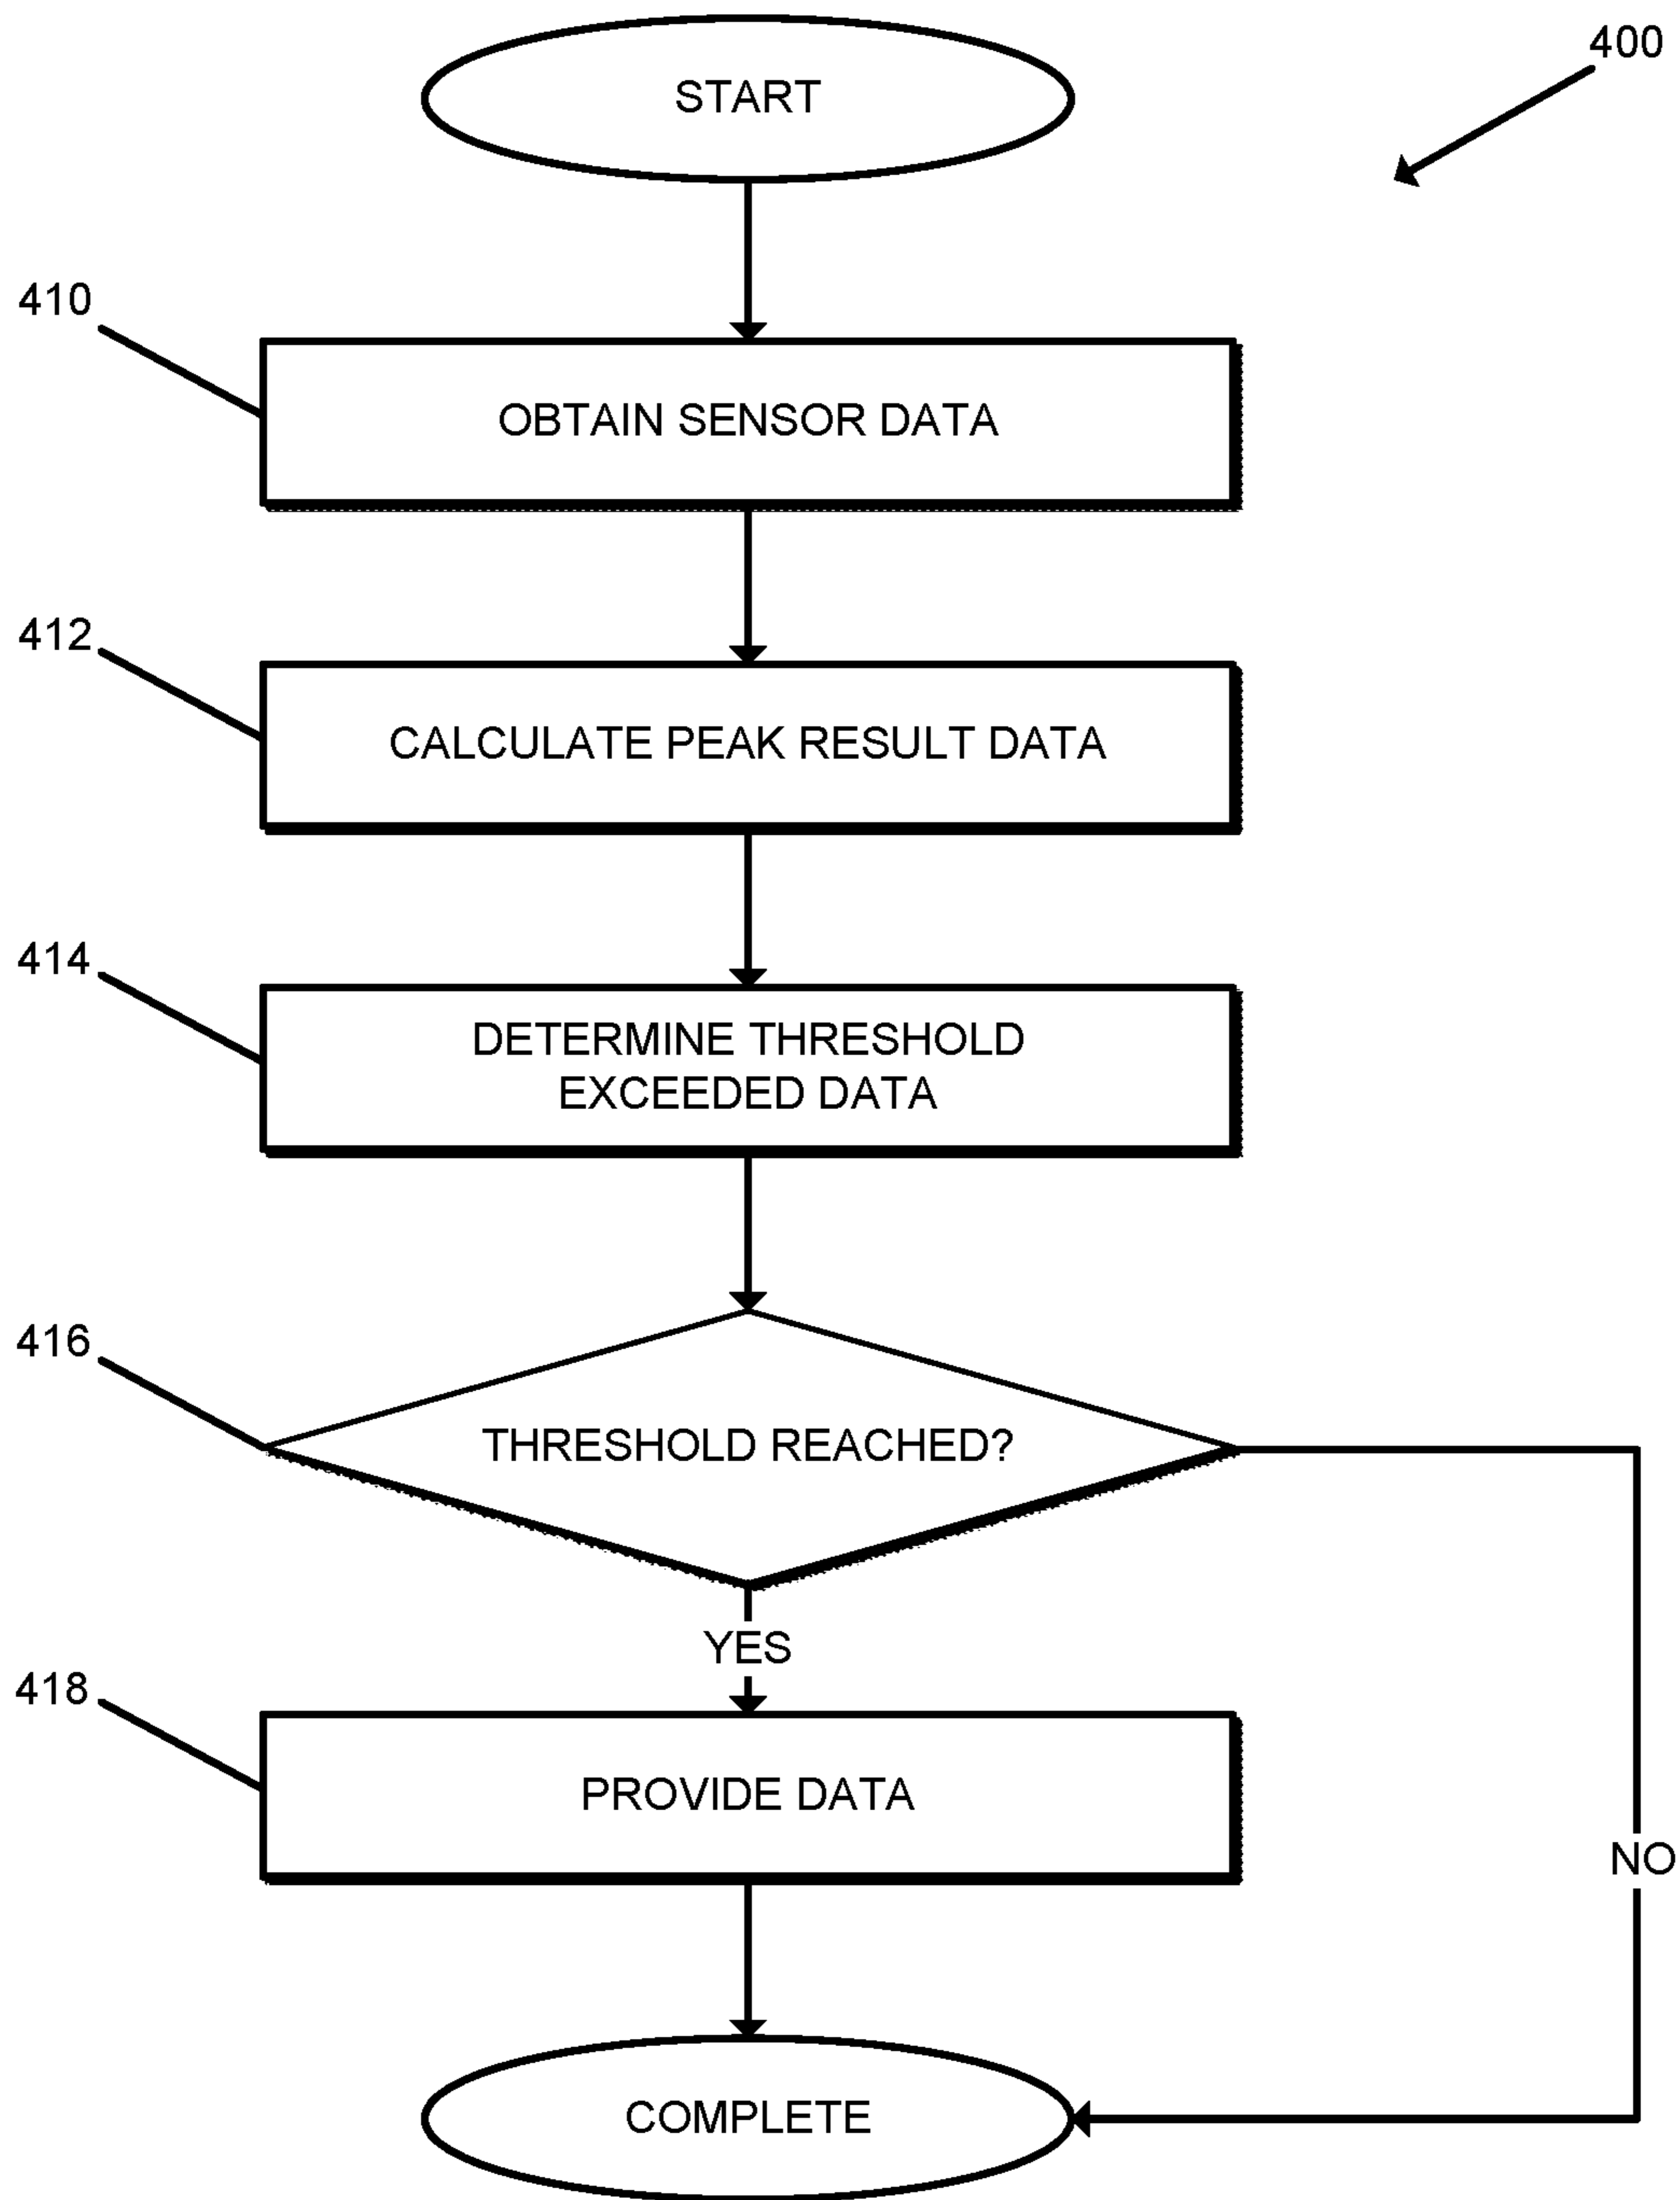 START
400
410
OBTAIN SENSOR DATA
412
CALCULATE PEAK RESULT DATA
414
DETERMINE THRESHOLD
EXCEEDED DATA
416
THRESHOLD REACHED?
YES
418
PROVIDE DATA
NO
COMPLETE